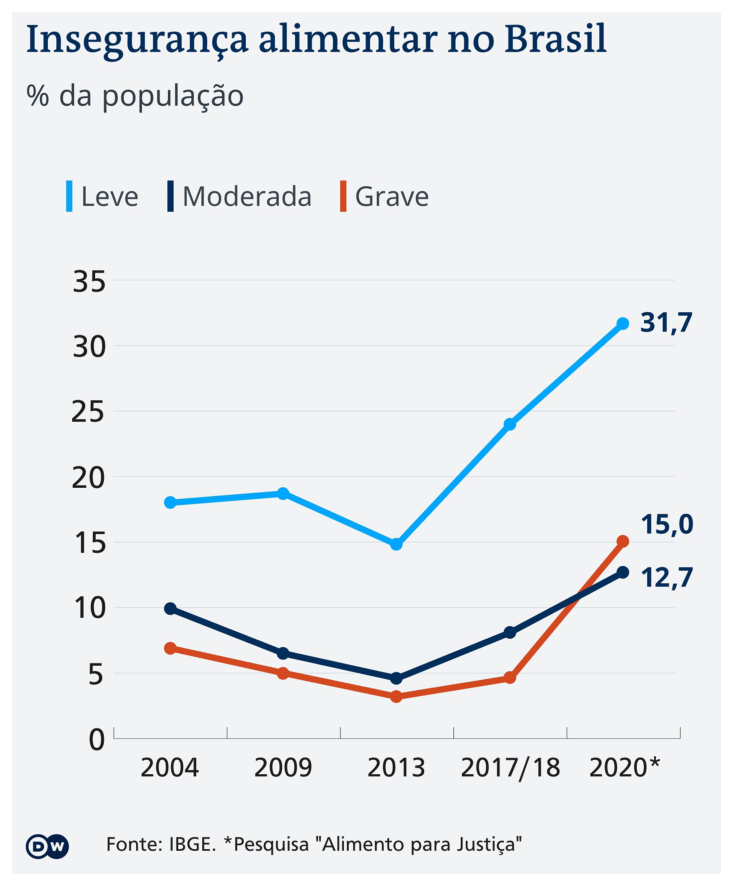 Insegurança alimentar no Brasil
% da população
Leve Moderada Grave
35
31,7
30
25
20
15,0
15
12,7
10
5
0
2004 2009 2013 2017/18 2020*
DW Fonte: IBGE. *Pesquisa "Alimento para Justiça"